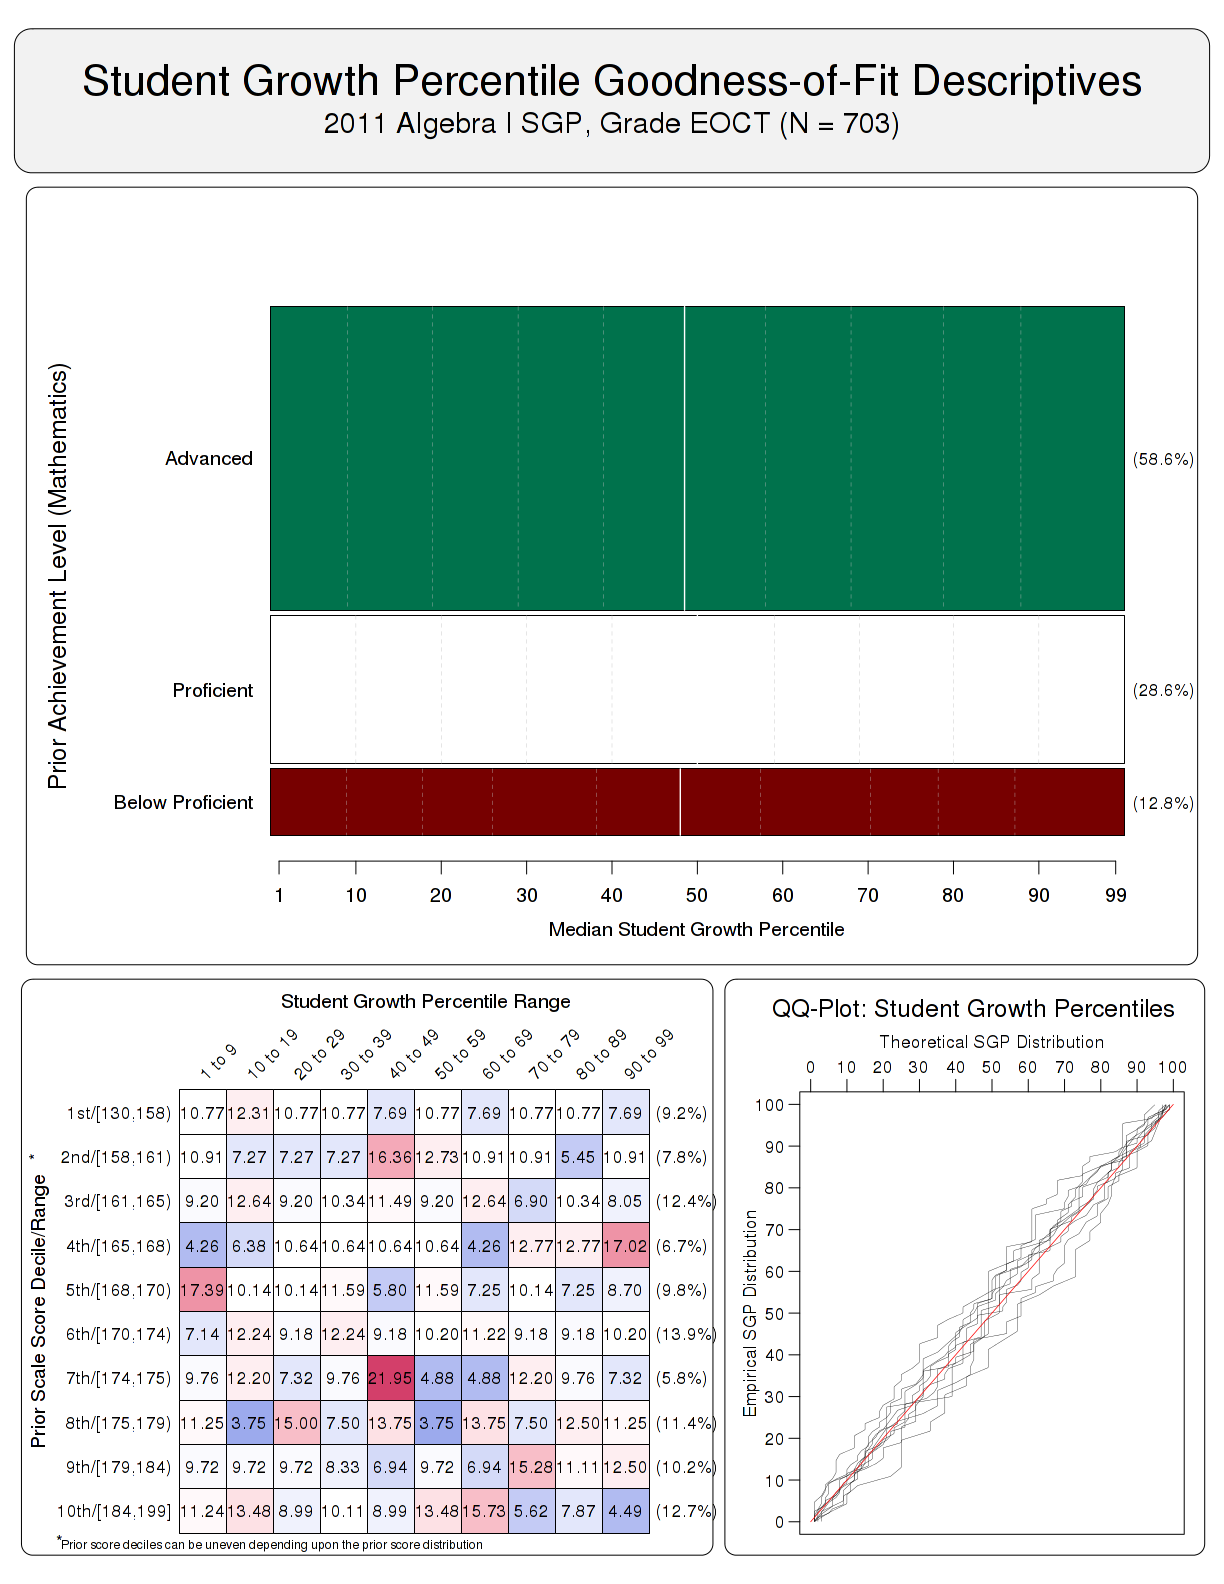 Student Growth Percentile Goodness-of-Fit Descriptives
2011 Algebra I SGP, Grade EOCT (N = 703)
Prior Achievement Level (Mathematics)
Advanced
(58.6%)
Proficient
(28.6%)
Below Proficient
(12.8%)
1 10 20 30 40 50 60 70 80 90 99
Median Student Growth Percentile
Student Growth Percentile Range
1 to 9 10 to 19 20 to 29 30 to 39 40 to 49 50 to 59 60 to 69 70 to 79 80 to 89 90 to 99
Prior Scale Score Decile/Range *
1st/[130,158) 10.77 12.31 10.77 10.77 7.69 10.77 7.69 10.77 10.77 7.69 (9.2%)
2nd/[158,161) 10.91 7.27 7.27 7.27 16.36 12.73 10.91 10.91 5.45 10.91 (7.8%)
3rd/[161,165) 9.20 12.64 9.20 10.34 11.49 9.20 12.64 6.90 10.34 8.05 (12.4%)
4th/[165,168) 4.26 6.38 10.64 10.64 10.64 10.64 4.26 12.77 12.77 17.02 (6.7%)
5th/[168,170) 17.39 10.14 10.14 11.59 5.80 11.59 7.25 10.14 7.25 8.70 (9.8%)
6th/[170,174) 7.14 12.24 9.18 12.24 9.18 10.20 11.22 9.18 9.18 10.20 (13.9%)
7th/[174,175) 9.76 12.20 7.32 9.76 21.95 4.88 4.88 12.20 9.76 7.32 (5.8%)
8th/[175,179) 11.25 3.75 15.00 7.50 13.75 3.75 13.75 7.50 12.50 11.25 (11.4%)
9th/[179,184) 9.72 9.72 9.72 8.33 6.94 9.72 6.94 15.28 11.11 12.50 (10.2%)
10th/[184,199] 11.24 13.48 8.99 10.11 8.99 13.48 15.73 5.62 7.87 4.49 (12.7%)
*Prior score deciles can be uneven depending upon the prior score distribution
QQ-Plot: Student Growth Percentiles
Theoretical SGP Distribution
0 10 20 30 40 50 60 70 80 90 100
Empirical SGP Distribution
100
90
80
70
60
50
40
30
20
10
0